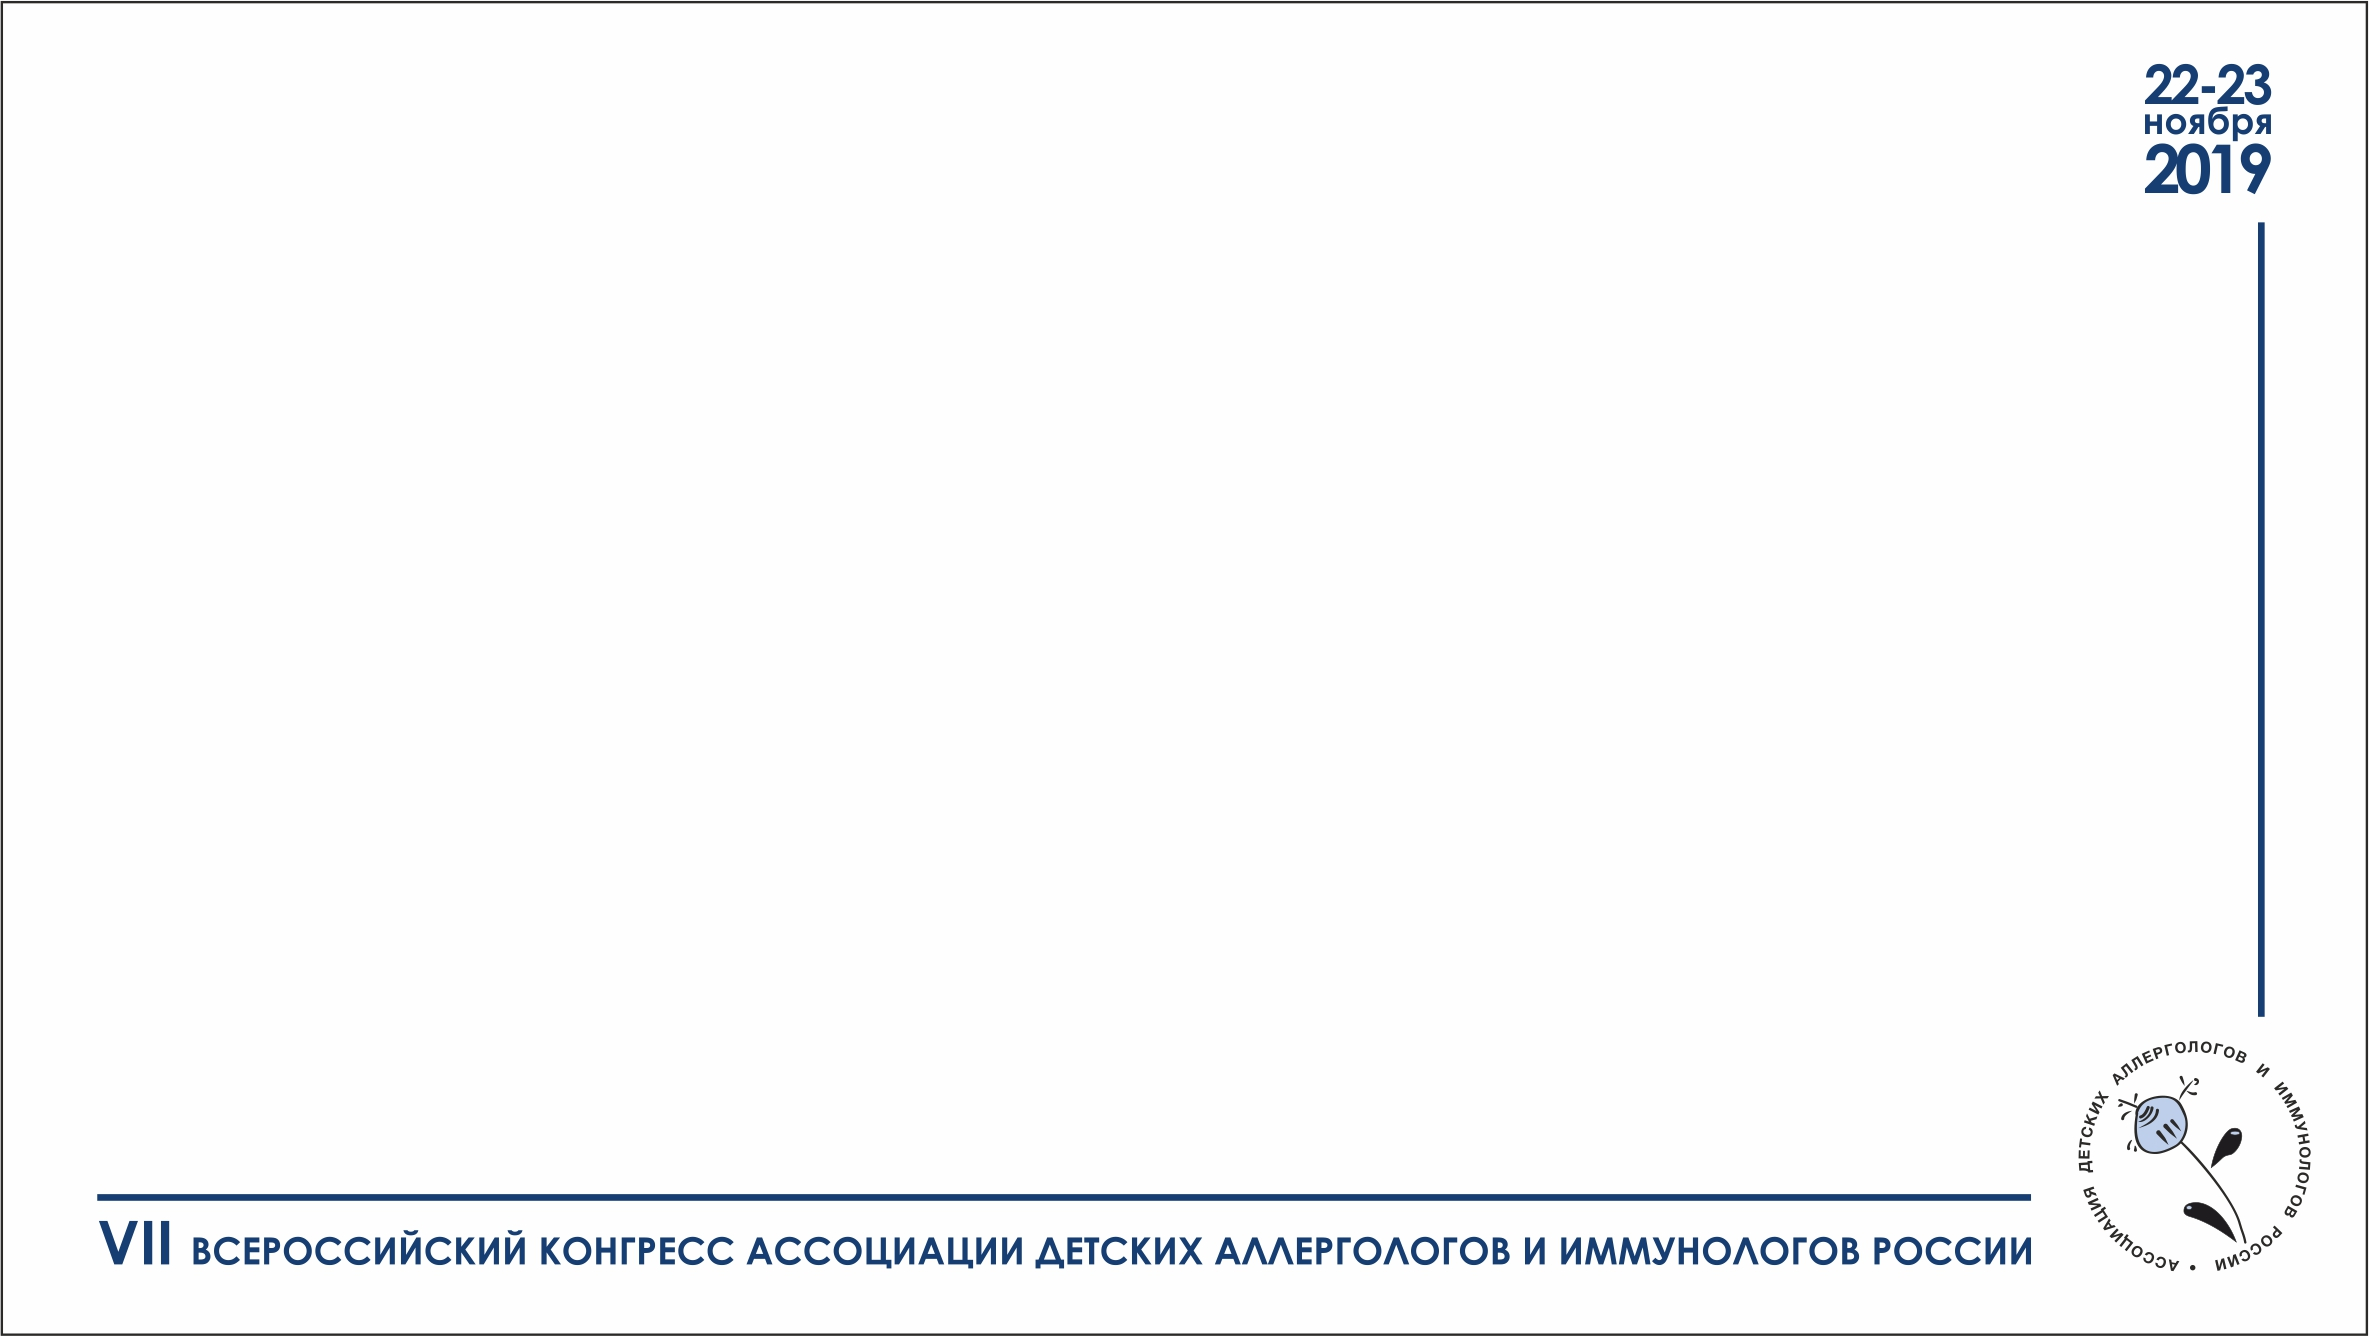 22-23
ноября
2019
VII ВСЕРОССИЙСКИЙ КОНГРЕСС АССОЦИАЦИИ ДЕТСКИХ АЛЛЕРГОЛОГОВ И ИММУНОЛОГОВ РОССИИ
АССОЦИАЦИЯ ДЕТСКИХ АЛЛЕРГОЛОГОВ И ИММУНОЛОГОВ РОССИИ •